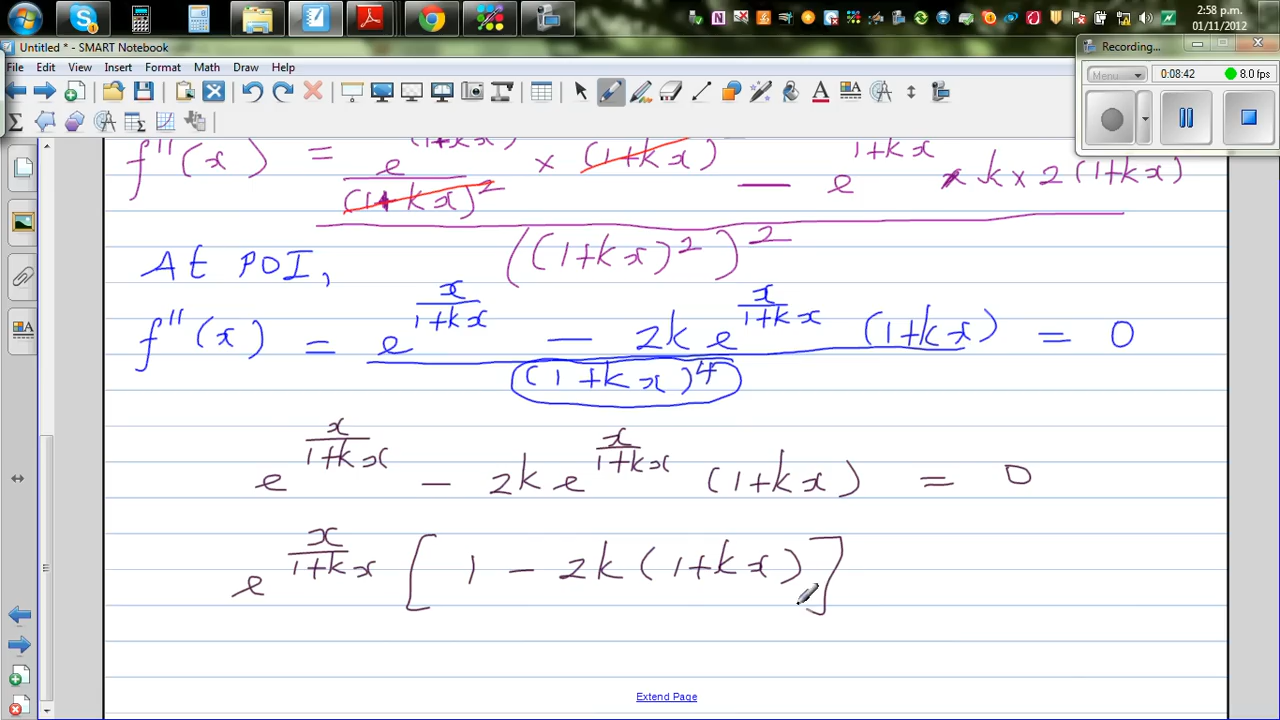 2:58 p.m.
01/11/2012
Untitled * - SMART Notebook
Recording...
File Edit View Insert Format Math Draw Help
Menu 0:08:42 8.0 fps
f''(x) = e^(1+kx) / (1+kx)^2 × (1+kx)^2 − e^(1+kx) × k × 2(1+kx)
((1+kx)^2)^2
At POI,
f''(x) = e^(x/(1+kx)) − 2k e^(x/(1+kx)) (1+kx) = 0
(1+kx)^4
e^(x/(1+kx)) − 2k e^(x/(1+kx)) (1+kx) = 0
e^(x/(1+kx)) [ 1 − 2k(1+kx) ]
Extend Page